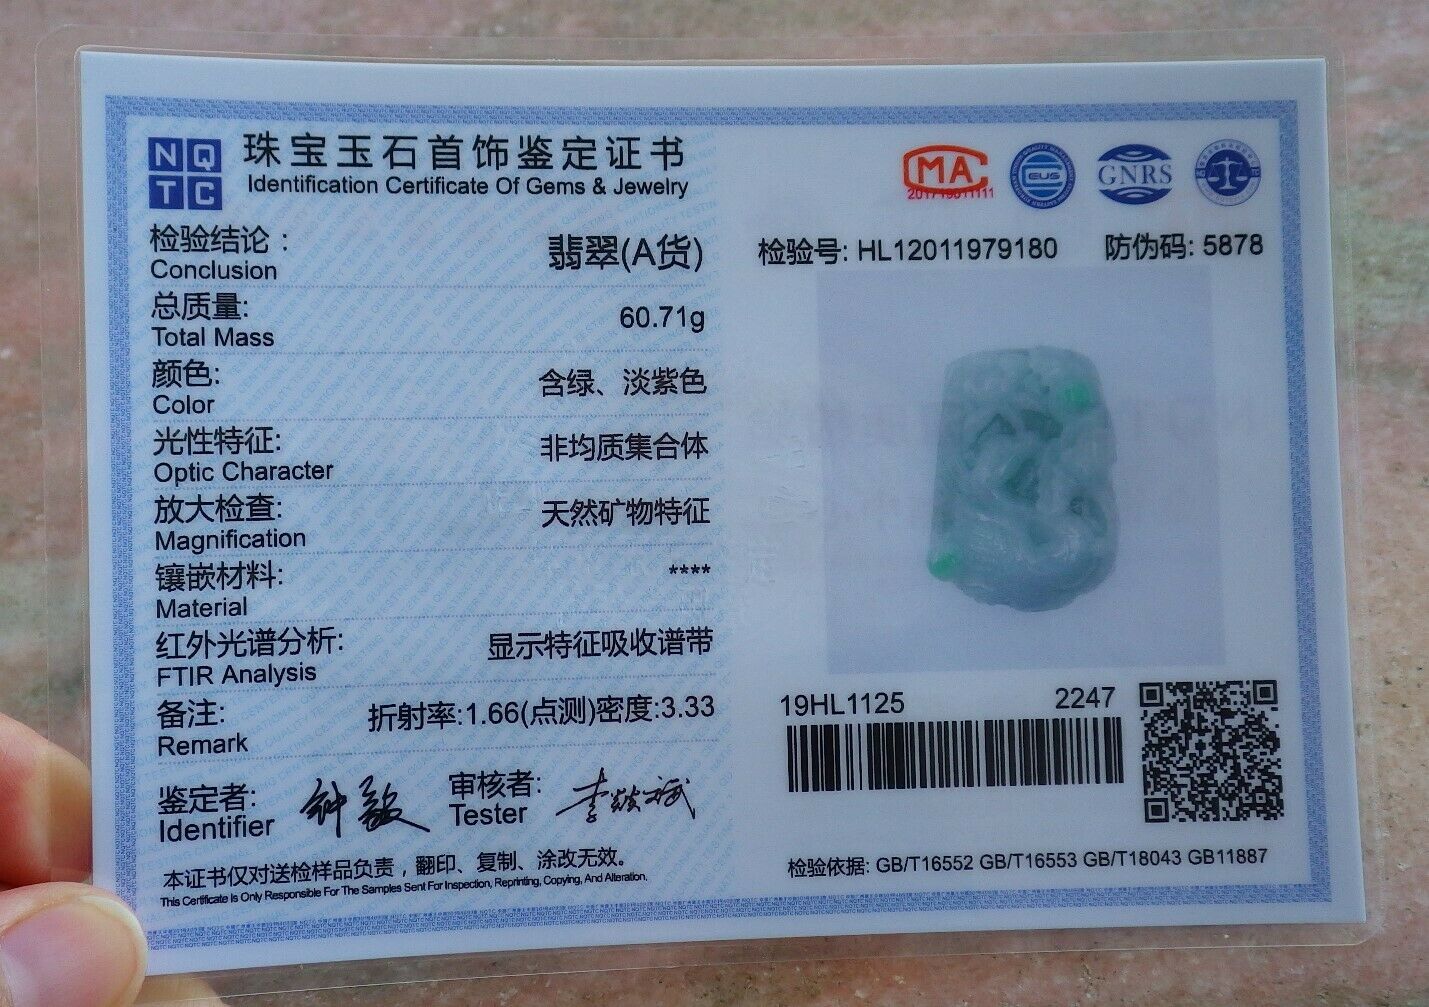 NQ
TC
珠宝玉石首饰鉴定证书
Identification Certificate Of Gems & Jewelry
检验结论: 翡翠(A货)
Conclusion
总质量: 60.71g
Total Mass
颜色: 含绿、淡紫色
Color
光性特征: 非均质集合体
Optic Character
放大检查: 天然矿物特征
Magnification
镶嵌材料: ****
Material
红外光谱分析: 显示特征吸收谱带
FTIR Analysis
备注: 折射率:1.66(点测)密度:3.33
Remark
鉴定者: 审核者:
Identifier Tester
本证书仅对送检样品负责，翻印、复制、涂改无效。
This Certificate Is Only Responsible For The Samples Sent For Inspection, Reprinting, Copying, And Alteration.
MA
CEUS
GNRS
检验号: HL12011979180 防伪码: 5878
19HL1125 2247
检验依据: GB/T16552 GB/T16553 GB/T18043 GB11887